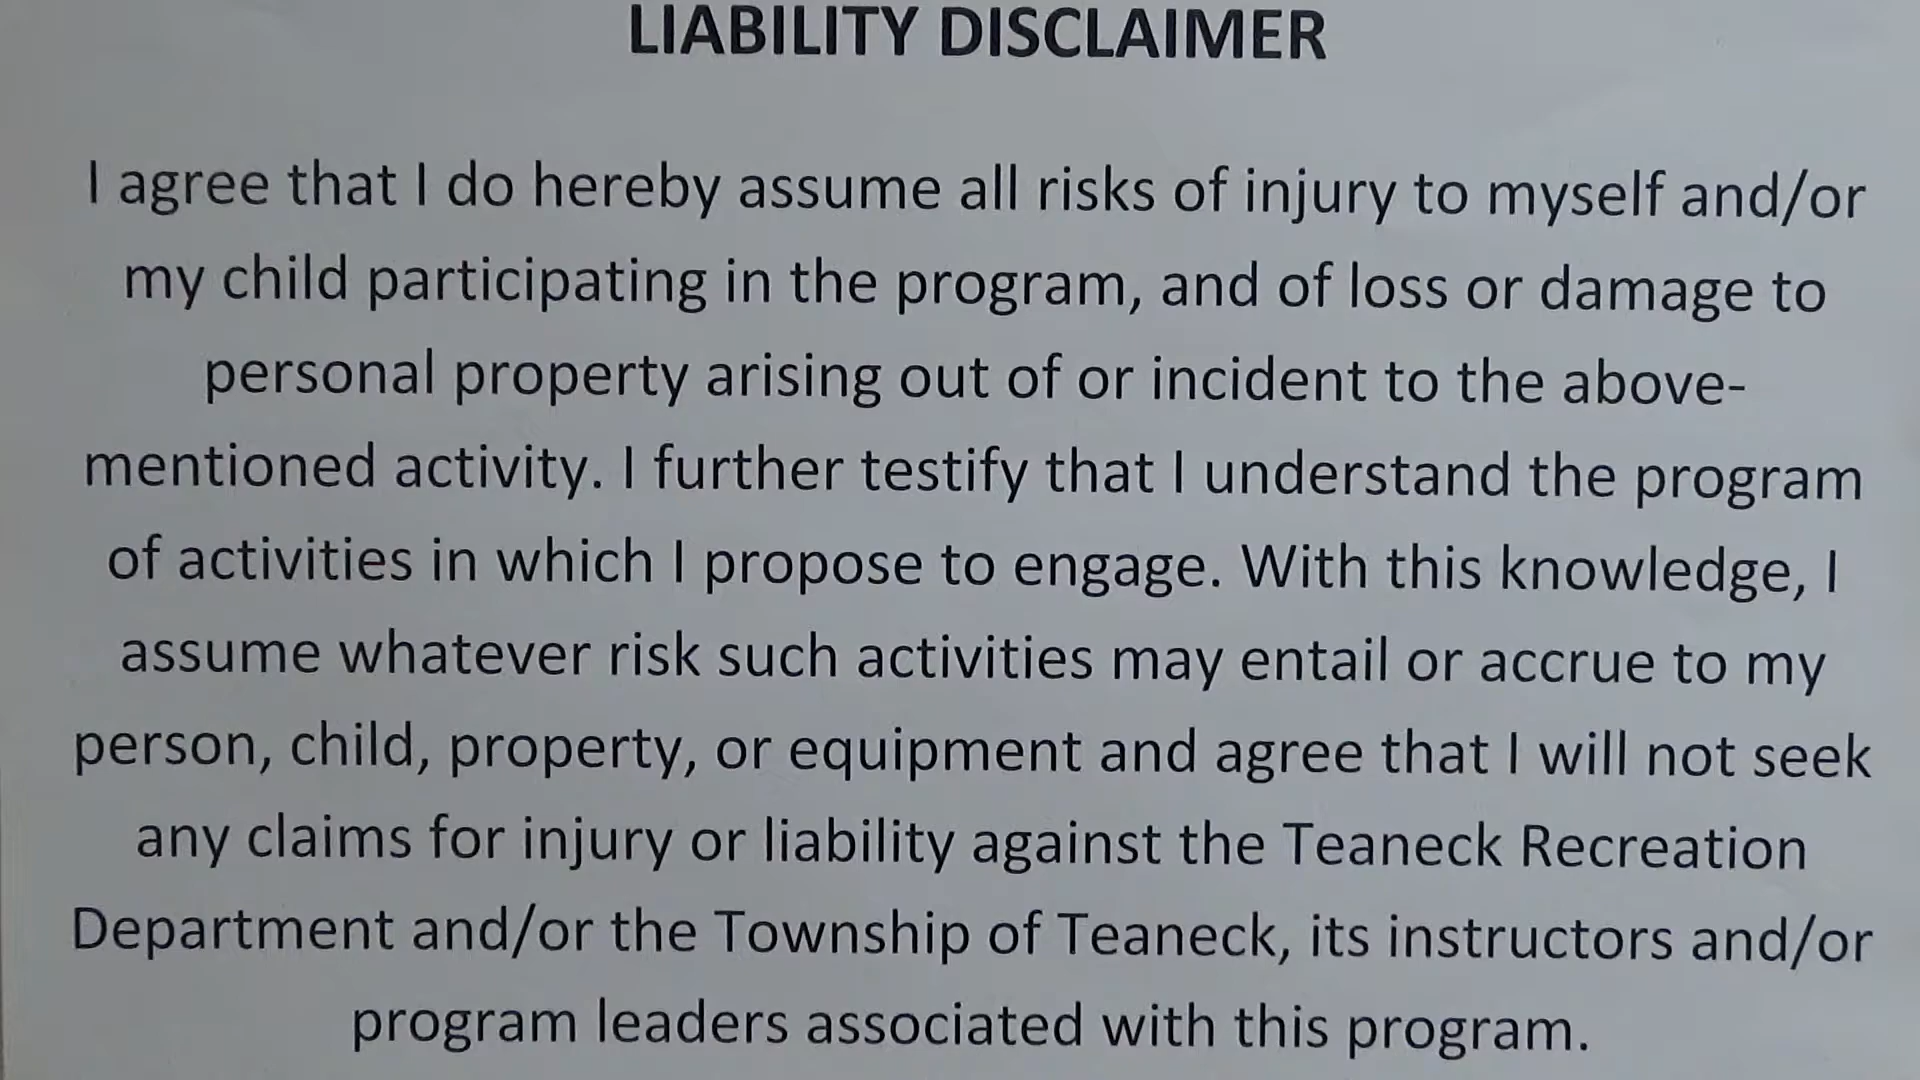 LIABILITY DISCLAIMER
I agree that I do hereby assume all risks of injury to myself and/or
my child participating in the program, and of loss or damage to
personal property arising out of or incident to the above-
mentioned activity. I further testify that I understand the program
of activities in which I propose to engage. With this knowledge, I
assume whatever risk such activities may entail or accrue to my
person, child, property, or equipment and agree that I will not seek
any claims for injury or liability against the Teaneck Recreation
Department and/or the Township of Teaneck, its instructors and/or
program leaders associated with this program.